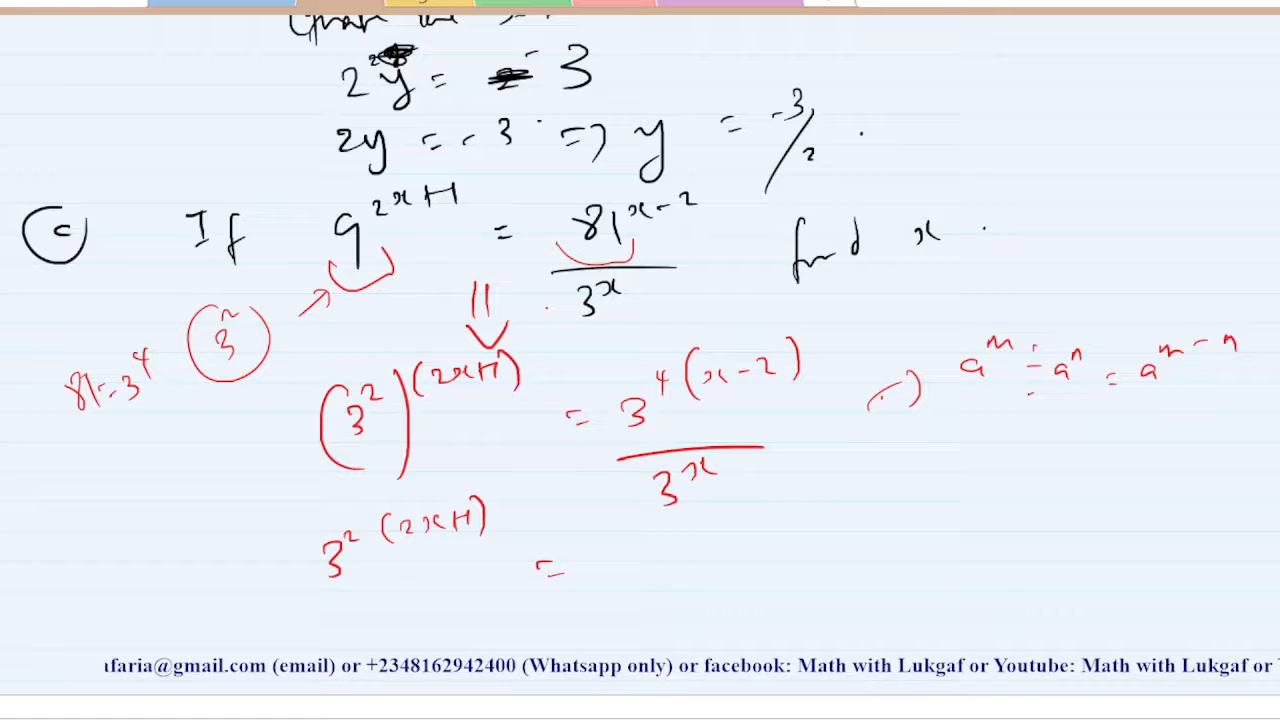 2y = 3
2y = -3 => y = -3/2 .
(c) If 9^{2x+1} = 81^{x-2} / 3^x find x .
81=3^4 3^2
(3^2)^{(2x+1)} = 3^{4(x-2)} / 3^x => a^m ÷ a^n = a^{m-n}
3^{2(2x+1)} =
ıfaria@gmail.com (email) or +2348162942400 (Whatsapp only) or facebook: Math with Lukgaf or Youtube: Math with Lukgaf or